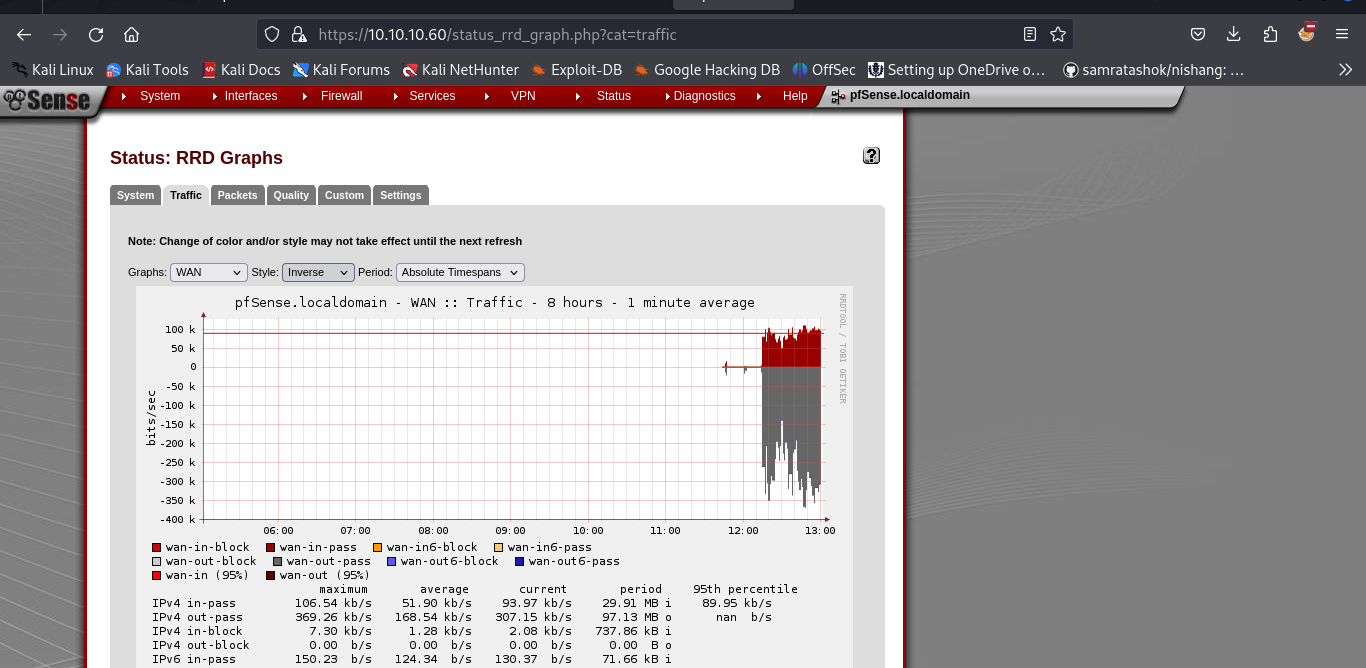 https://10.10.10.60/status_rrd_graph.php?cat=traffic
Kali Linux Kali Tools Kali Docs Kali Forums Kali NetHunter Exploit-DB Google Hacking DB OffSec Setting up OneDrive o… samratashok/nishang: …
Sense System Interfaces Firewall Services VPN Status Diagnostics Help pfSense.localdomain
Status: RRD Graphs ?
System Traffic Packets Quality Custom Settings
Note: Change of color and/or style may not take effect until the next refresh
Graphs: WAN Style: Inverse Period: Absolute Timespans
pfSense.localdomain - WAN :: Traffic - 8 hours - 1 minute average
RRDTOOL / TOBI OETIKER
bits/sec
100 k
50 k
0
-50 k
-100 k
-150 k
-200 k
-250 k
-300 k
-350 k
-400 k
06:00 07:00 08:00 09:00 10:00 11:00 12:00 13:00
wan-in-block wan-in-pass wan-in6-block wan-in6-pass
wan-out-block wan-out-pass wan-out6-block wan-out6-pass
wan-in (95%) wan-out (95%)
maximum average current period 95th percentile
IPv4 in-pass 106.54 kb/s 51.90 kb/s 93.97 kb/s 29.91 MB i 89.95 kb/s
IPv4 out-pass 369.26 kb/s 168.54 kb/s 307.15 kb/s 97.13 MB o nan b/s
IPv4 in-block 7.30 kb/s 1.28 kb/s 2.08 kb/s 737.86 kB i
IPv4 out-block 0.00 b/s 0.00 b/s 0.00 b/s 0.00 B o
IPv6 in-pass 150.23 b/s 124.34 b/s 130.37 b/s 71.66 kB i